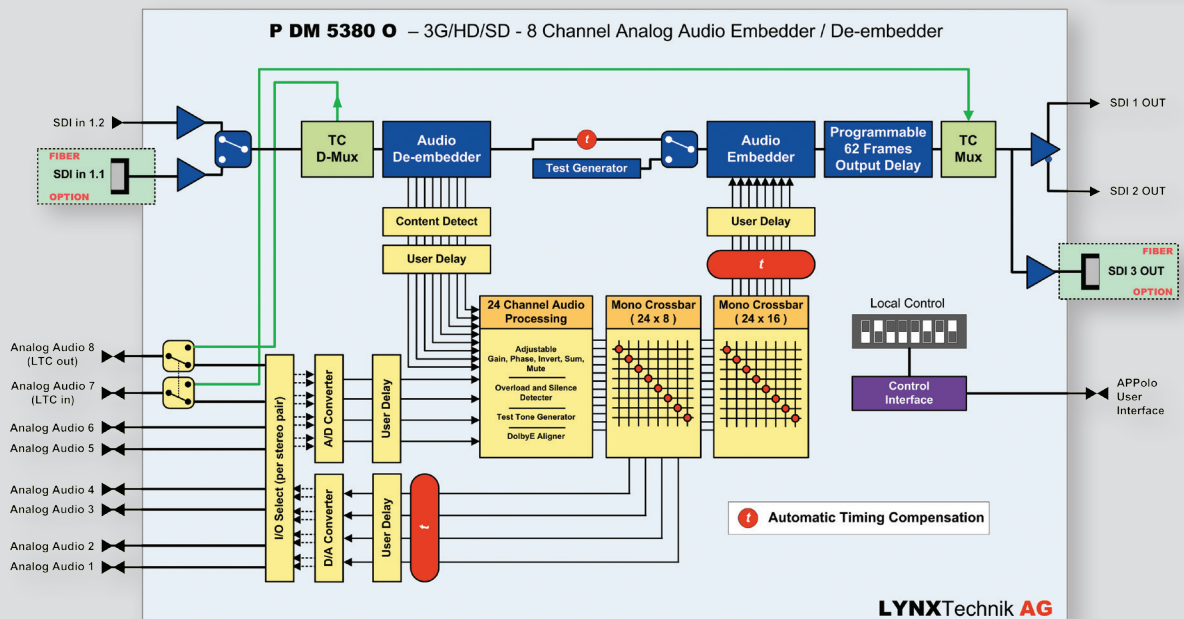 P DM 5380 O – 3G/HD/SD - 8 Channel Analog Audio Embedder / De-embedder
SDI in 1.2
FIBER
SDI in 1.1
OPTION
TC
D-Mux
Audio
De-embedder
t
Test Generator
Audio
Embedder
Programmable
62 Frames
Output Delay
TC
Mux
SDI 1 OUT
SDI 2 OUT
FIBER
SDI 3 OUT
OPTION
Content Detect
User Delay
User Delay
t
24 Channel Audio
Processing
Adjustable
Gain, Phase, Invert, Sum,
Mute
Overload and Silence
Detecter
Test Tone Generator
DolbyE Aligner
Mono Crossbar
( 24 x 8 )
Mono Crossbar
( 24 x 16 )
Local Control
Control
Interface
APPolo
User
Interface
Analog Audio 8
(LTC out)
Analog Audio 7
(LTC in)
Analog Audio 6
Analog Audio 5
Analog Audio 4
Analog Audio 3
Analog Audio 2
Analog Audio 1
I/O Select (per stereo pair)
A/D Converter
User Delay
D/A Converter
User Delay
t
t Automatic Timing Compensation
LYNXTechnik AG